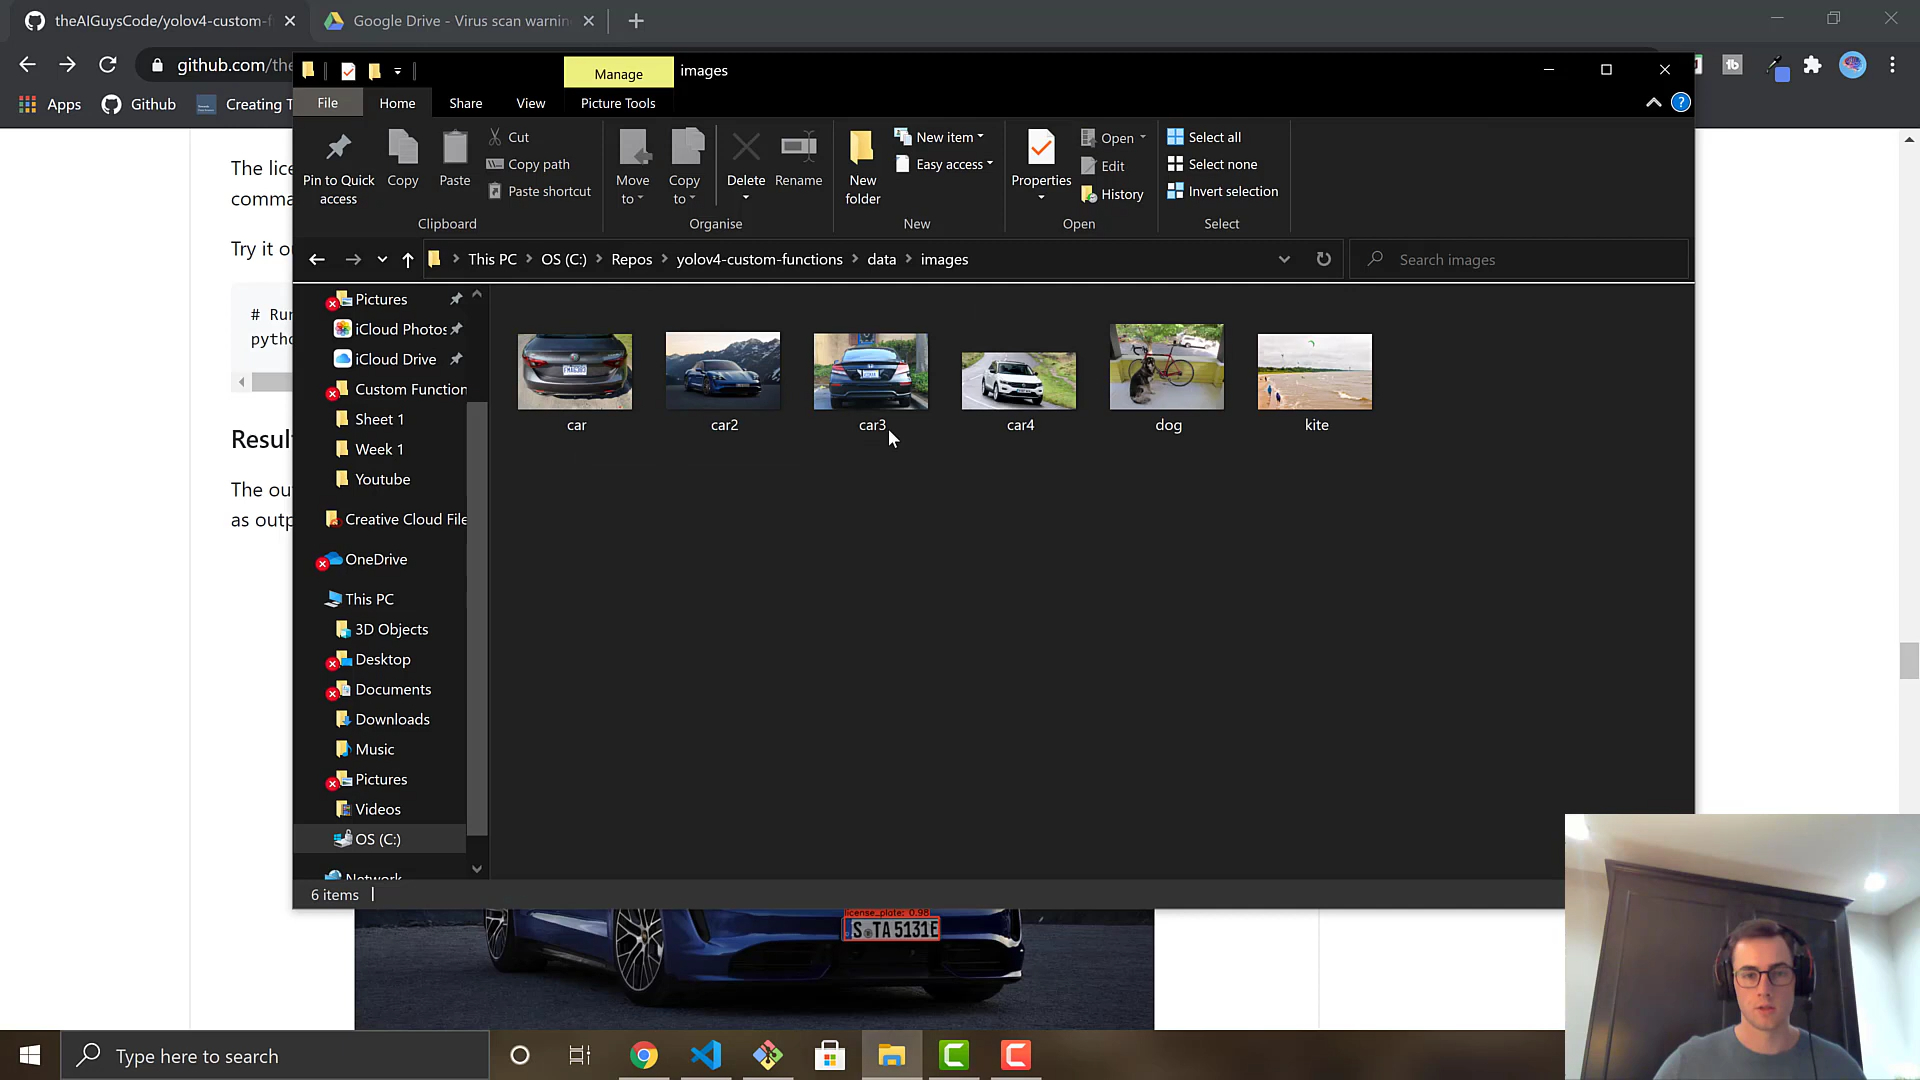 theAIGuysCode/yolov4-custom-f
Google Drive - Virus scan warnin
github.com/the
Apps
Github
Creating T
Manage
images
File
Home
Share
View
Picture Tools
Pin to Quick access
Copy
Paste
Cut
Copy path
Paste shortcut
Clipboard
Move to
Copy to
Delete
Rename
Organise
New folder
New item
Easy access
New
Properties
Open
Edit
History
Open
Select all
Select none
Invert selection
Select
This PC
OS (C:)
Repos
yolov4-custom-functions
data
images
Search images
The lice
comma
Try it ou
# Run
pytho
Resul
The ou
as outp
Pictures
iCloud Photos
iCloud Drive
Custom Function
Sheet 1
Week 1
Youtube
Creative Cloud File
OneDrive
This PC
3D Objects
Desktop
Documents
Downloads
Music
Pictures
Videos
OS (C:)
Network
car
car2
car3
car4
dog
kite
6 items
license_plate: 0.98
S TA 5131E
Type here to search